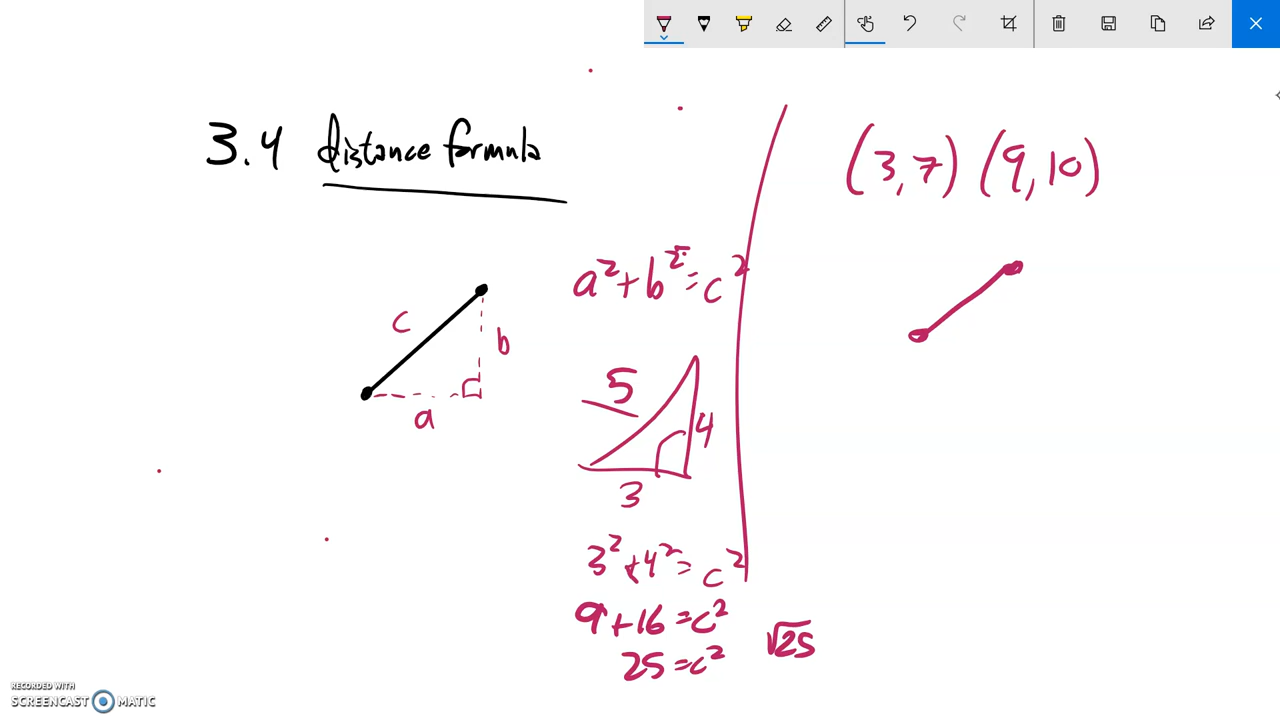 3.4 distance formula
c
b
a
a²+b²=c²
5
4
3
3²+4²=c²
9+16=c²
25=c²
√25
(3,7) (9,10)
RECORDED WITH
SCREENCAST MATIC